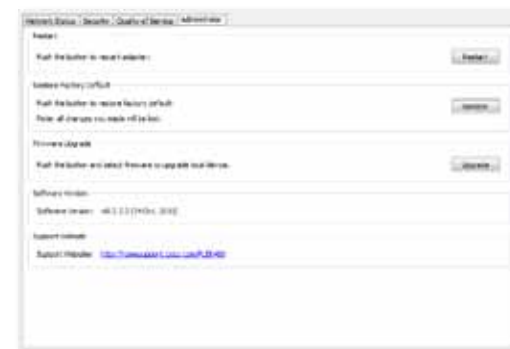 Network Status Security Quality of Service Administrator
Restart
Push the button to restart adapter. Restart
Restore Factory Default
Push the button to restore factory default. Restore
Note: all changes you made will be lost.
Firmware Upgrade
Push the button and select firmware to upgrade local device. Upgrade
Software Version
Software Version:
Support Website
Support Website: